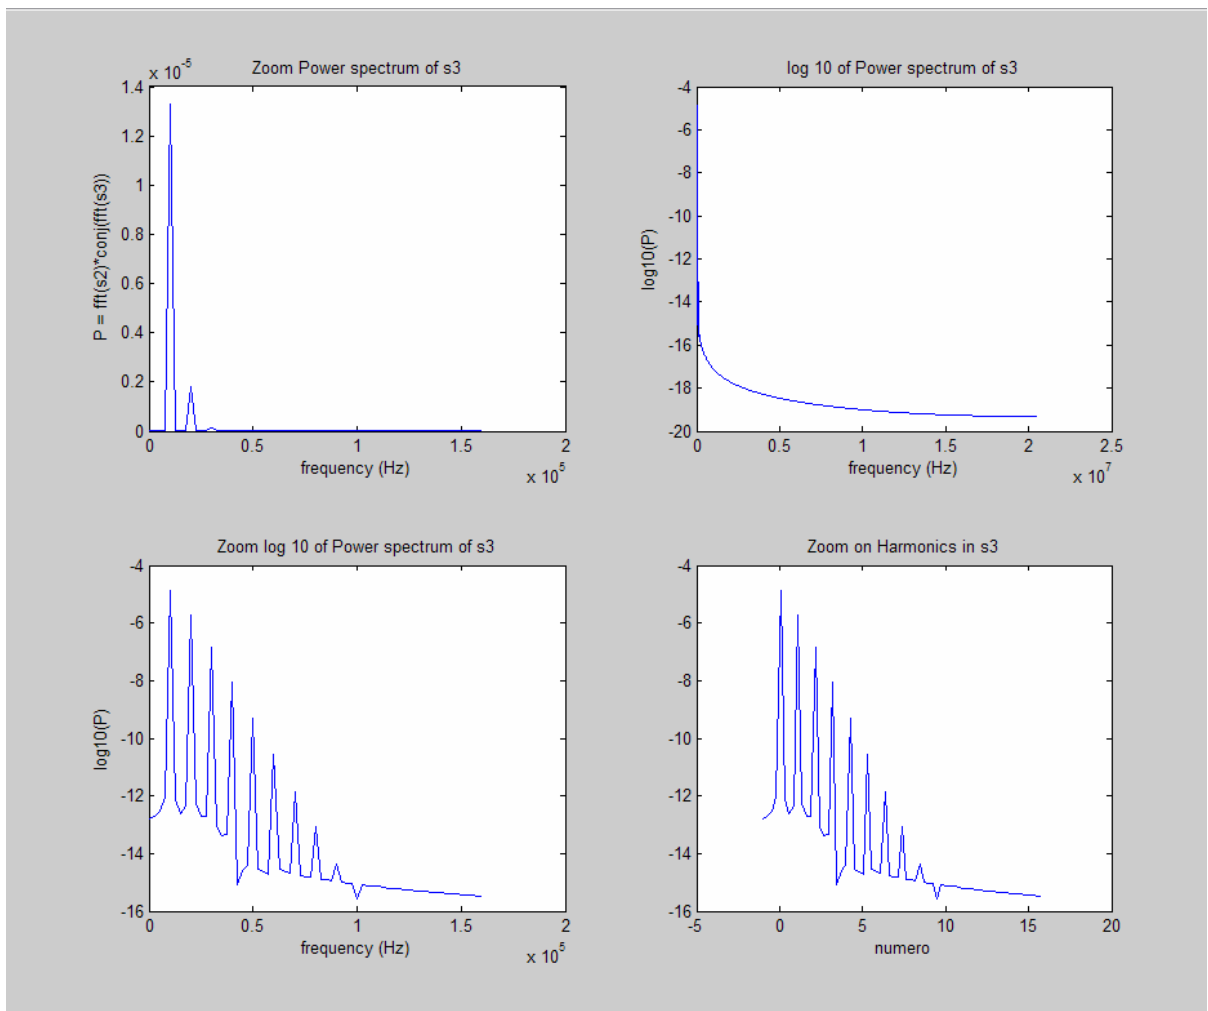 Zoom Power spectrum of s3
x 10^-5
1.4
1.2
1
0.8
0.6
0.4
0.2
0
P = fft(s2)*conj(fft(s3))
0 0.5 1 1.5 2
frequency (Hz)
x 10^5
log 10 of Power spectrum of s3
-4
-6
-8
-10
-12
-14
-16
-18
-20
log10(P)
0 0.5 1 1.5 2 2.5
frequency (Hz)
x 10^7
Zoom log 10 of Power spectrum of s3
-4
-6
-8
-10
-12
-14
-16
log10(P)
0 0.5 1 1.5 2
frequency (Hz)
x 10^5
Zoom on Harmonics in s3
-4
-6
-8
-10
-12
-14
-16
-5 0 5 10 15 20
numero